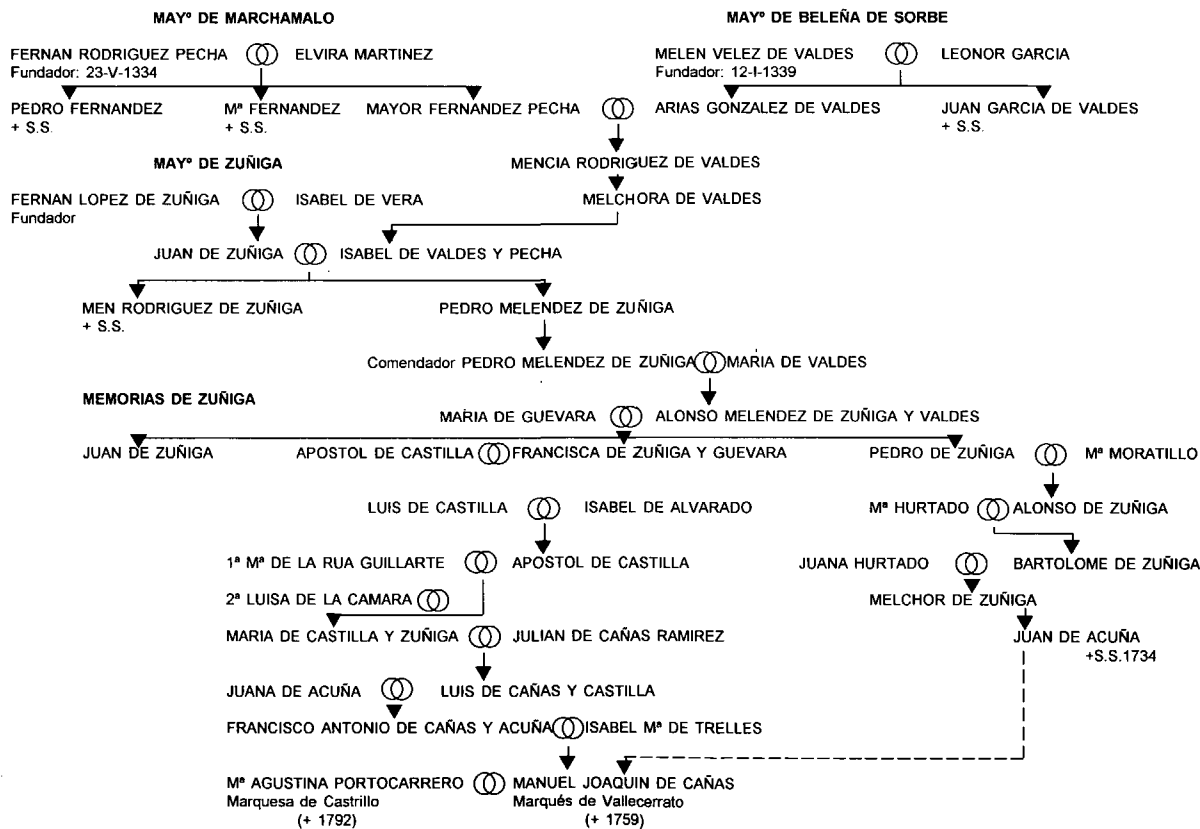 MAYº DE MARCHAMALO MAYº DE BELEÑA DE SORBE
FERNAN RODRIGUEZ PECHA ELVIRA MARTINEZ MELEN VELEZ DE VALDES LEONOR GARCIA
Fundador: 23-V-1334 Fundador: 12-I-1339
PEDRO FERNANDEZ Mª FERNANDEZ MAYOR FERNANDEZ PECHA ARIAS GONZALEZ DE VALDES JUAN GARCIA DE VALDES
+ S.S. + S.S. + S.S.
MAYº DE ZUÑIGA MENCIA RODRIGUEZ DE VALDES
FERNAN LOPEZ DE ZUÑIGA ISABEL DE VERA MELCHORA DE VALDES
Fundador
JUAN DE ZUÑIGA ISABEL DE VALDES Y PECHA
MEN RODRIGUEZ DE ZUÑIGA PEDRO MELENDEZ DE ZUÑIGA
+ S.S.
Comendador PEDRO MELENDEZ DE ZUÑIGA MARIA DE VALDES
MEMORIAS DE ZUÑIGA
MARIA DE GUEVARA ALONSO MELENDEZ DE ZUÑIGA Y VALDES
JUAN DE ZUÑIGA APOSTOL DE CASTILLA FRANCISCA DE ZUÑIGA Y GUEVARA PEDRO DE ZUÑIGA Mª MORATILLO
LUIS DE CASTILLA ISABEL DE ALVARADO Mª HURTADO ALONSO DE ZUÑIGA
1ª Mª DE LA RUA GUILLARTE APOSTOL DE CASTILLA JUANA HURTADO BARTOLOME DE ZUÑIGA
2ª LUISA DE LA CAMARA MELCHOR DE ZUÑIGA
MARIA DE CASTILLA Y ZUÑIGA JULIAN DE CAÑAS RAMIREZ JUAN DE ACUÑA
+S.S.1734
JUANA DE ACUÑA LUIS DE CAÑAS Y CASTILLA
FRANCISCO ANTONIO DE CAÑAS Y ACUÑA ISABEL Mª DE TRELLES
Mª AGUSTINA PORTOCARRERO MANUEL JOAQUIN DE CAÑAS
Marquesa de Castrillo Marqués de Vallecerrato
(+ 1792) (+ 1759)